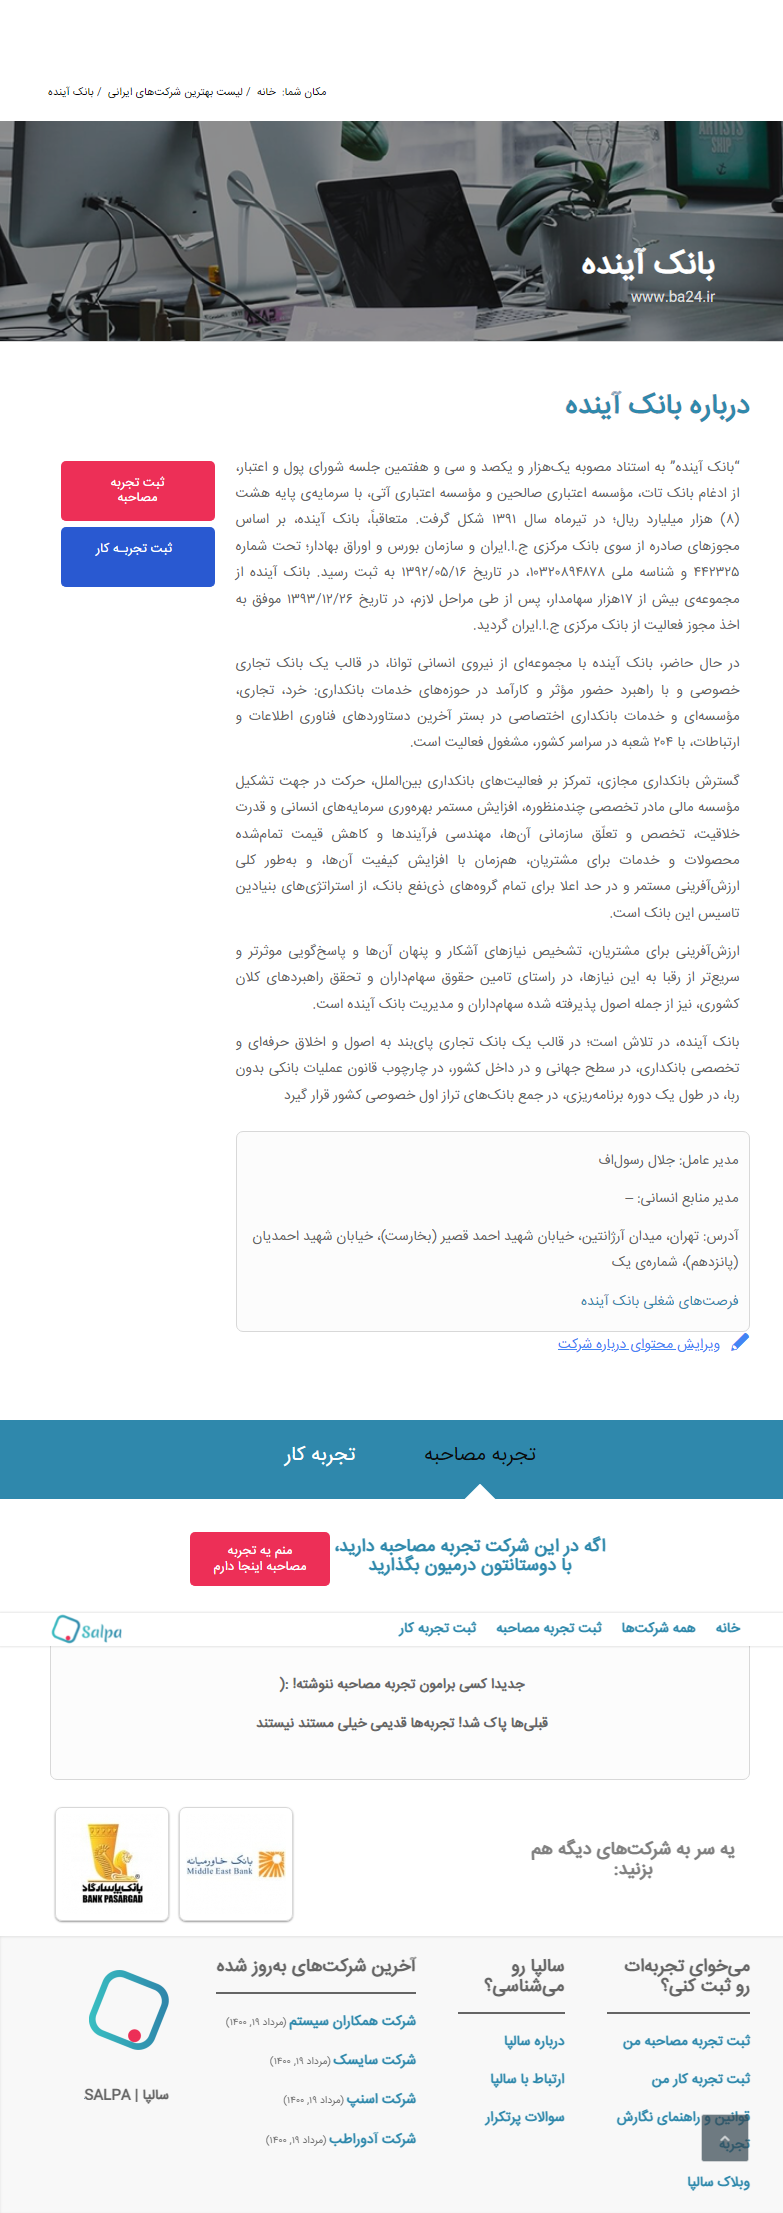 مکان شما: خانه / لیست بهترین شرکت‌های ایرانی / بانک آینده
بانک آینده
www.ba24.ir
درباره بانک آینده
“بانک آینده” به استناد مصوبه یک‌هزار و یکصد و سی و هفتمین جلسه شورای پول و اعتبار،
از ادغام بانک تات، مؤسسه اعتباری صالحین و مؤسسه اعتباری آتی، با سرمایه‌ی پایه هشت
(۸) هزار میلیارد ریال؛ در تیرماه سال ۱۳۹۱ شکل گرفت. متعاقباً، بانک آینده، بر اساس
مجوزهای صادره از سوی بانک مرکزی ج.ا.ایران و سازمان بورس و اوراق بهادار؛ تحت شماره
۴۴۲۳۲۵ و شناسه ملی ۱۰۳۲۰۸۹۴۸۷۸، در تاریخ ۱۳۹۲/۰۵/۱۶ به ثبت رسید. بانک آینده از
مجموعه‌ی بیش از ۱۷هزار سهامدار، پس از طی مراحل لازم، در تاریخ ۱۳۹۳/۱۲/۲۶ موفق به
اخذ مجوز فعالیت از بانک مرکزی ج.ا.ایران گردید.
ثبت تجربه
مصاحبه
ثبت تجربـه کار
در حال حاضر، بانک آینده با مجموعه‌ای از نیروی انسانی توانا، در قالب یک بانک تجاری
خصوصی و با راهبرد حضور مؤثر و کارآمد در حوزه‌های خدمات بانکداری: خرد، تجاری،
مؤسسه‌ای و خدمات بانکداری اختصاصی در بستر آخرین دستاوردهای فناوری اطلاعات و
ارتباطات، با ۲۰۴ شعبه در سراسر کشور، مشغول فعالیت است.
گسترش بانکداری مجازی، تمرکز بر فعالیت‌های بانکداری بین‌الملل، حرکت در جهت تشکیل
مؤسسه مالی مادر تخصصی چندمنظوره، افزایش مستمر بهره‌وری سرمایه‌های انسانی و قدرت
خلاقیت، تخصص و تعلّق سازمانی آن‌ها، مهندسی فرآیندها و کاهش قیمت تمام‌شده
محصولات و خدمات برای مشتریان، هم‌زمان با افزایش کیفیت آن‌ها، و به‌طور کلی
ارزش‌آفرینی مستمر و در حد اعلا برای تمام گروه‌های ذی‌نفع بانک، از استراتژی‌های بنیادین
تاسیس این بانک است.
ارزش‌آفرینی برای مشتریان، تشخیص نیازهای آشکار و پنهان آن‌ها و پاسخ‌گویی موثرتر و
سریع‌تر از رقبا به این نیازها، در راستای تامین حقوق سهام‌داران و تحقق راهبردهای کلان
کشوری، نیز از جمله اصول پذیرفته شده سهام‌داران و مدیریت بانک آینده است.
بانک آینده، در تلاش است؛ در قالب یک بانک تجاری پای‌بند به اصول و اخلاق حرفه‌ای و
تخصصی بانکداری، در سطح جهانی و در داخل کشور، در چارچوب قانون عملیات بانکی بدون
ربا، در طول یک دوره برنامه‌ریزی، در جمع بانک‌های تراز اول خصوصی کشور قرار گیرد
مدیر عامل: جلال رسول‌اف
مدیر منابع انسانی: –
آدرس: تهران، میدان آرژانتین، خیابان شهید احمد قصیر (بخارست)، خیابان شهید احمدیان
(پانزدهم)، شماره‌ی یک
فرصت‌های شغلی بانک آینده
ویرایش محتوای درباره شرکت
تجربه مصاحبه
تجربه کار
اگه در این شرکت تجربه مصاحبه دارید،
با دوستانتون درمیون بگذارید
منم یه تجربه
مصاحبه اینجا دارم
خانه همه شرکت‌ها ثبت تجربه مصاحبه ثبت تجربه کار
Salpa
جدیدا کسی برامون تجربه مصاحبه ننوشته! :(
قبلی‌ها پاک شد! تجربه‌ها قدیمی خیلی مستند نیستند
یه سر به شرکت‌های دیگه هم
بزنید:
بانک خاورمیانه
Middle East Bank
بانک پاسارگاد
BANK PASARGAD
می‌خوای تجربه‌ات
رو ثبت کنی؟
ثبت تجربه مصاحبه من
ثبت تجربه کار من
قوانین و راهنمای نگارش
تجربه
وبلاگ سالپا
سالپا رو
می‌شناسی؟
درباره سالپا
ارتباط با سالپا
سوالات پرتکرار
آخرین شرکت‌های به‌روز شده
شرکت همکاران سیستم (مرداد ۱۹, ۱۴۰۰)
شرکت سایسک (مرداد ۱۹, ۱۴۰۰)
شرکت اسنپ (مرداد ۱۹, ۱۴۰۰)
شرکت آدوراطب (مرداد ۱۹, ۱۴۰۰)
سالپا | SALPA
ARTISTS
SHIP